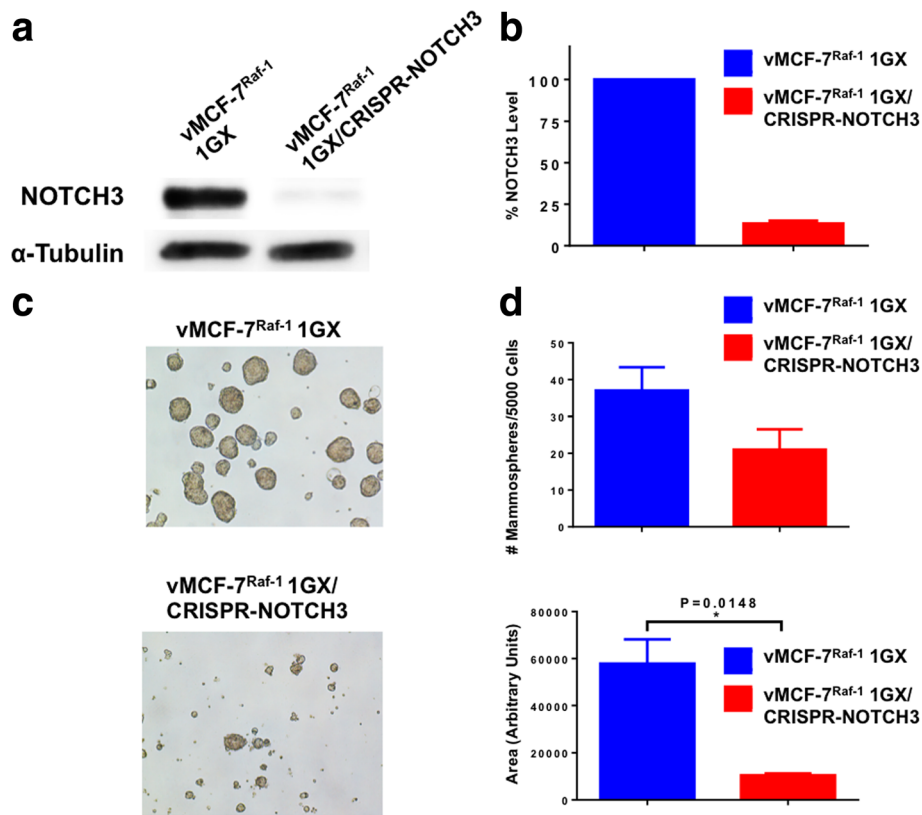 a
vMCF-7Raf-1
1GX
vMCF-7Raf-1
1GX/CRISPR-NOTCH3
NOTCH3
α-Tubulin
b
vMCF-7Raf-1 1GX
vMCF-7Raf-1 1GX/
CRISPR-NOTCH3
% NOTCH3 Level
100
75
50
25
0
c
vMCF-7Raf-1 1GX
vMCF-7Raf-1 1GX/
CRISPR-NOTCH3
d
vMCF-7Raf-1 1GX
vMCF-7Raf-1 1GX/
CRISPR-NOTCH3
# Mammospheres/5000 Cells
50
40
30
20
10
0
P=0.0148
*
vMCF-7Raf-1 1GX
vMCF-7Raf-1 1GX/
CRISPR-NOTCH3
Area (Arbitrary Units)
80000
60000
40000
20000
0